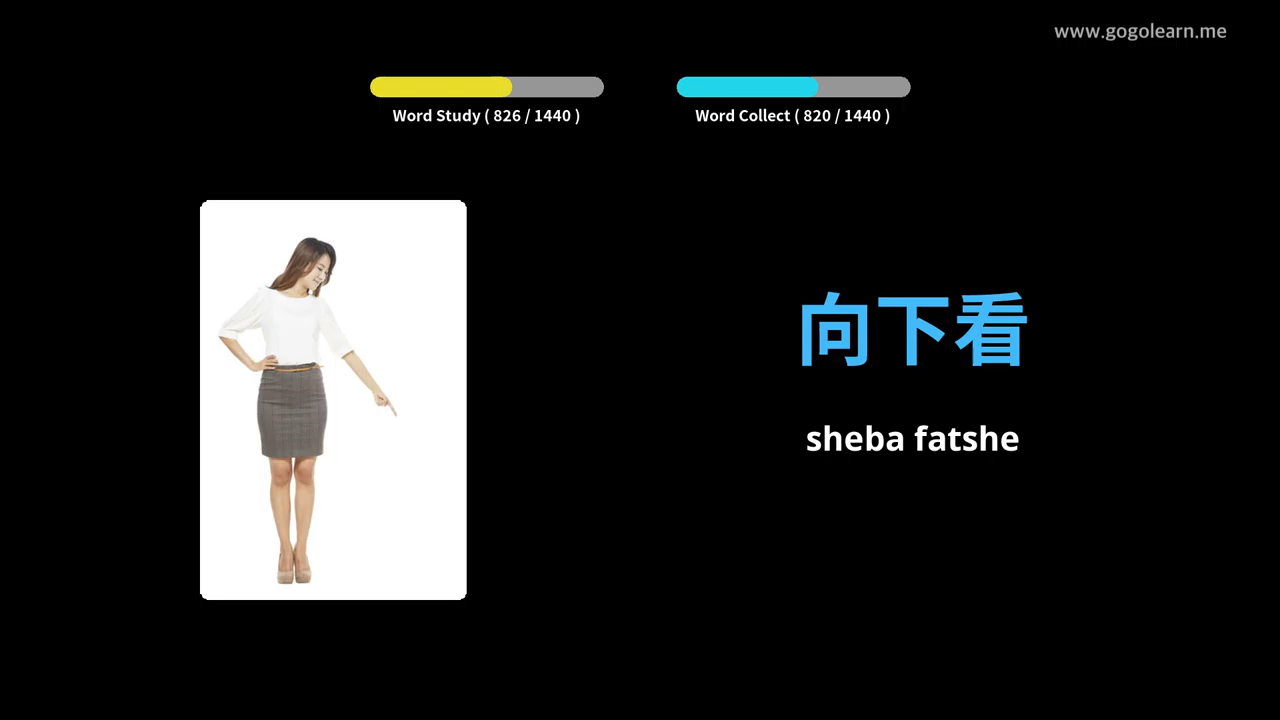 www.gogolearn.me
Word Study ( 826 / 1440 )
Word Collect ( 820 / 1440 )
向下看
sheba fatshe